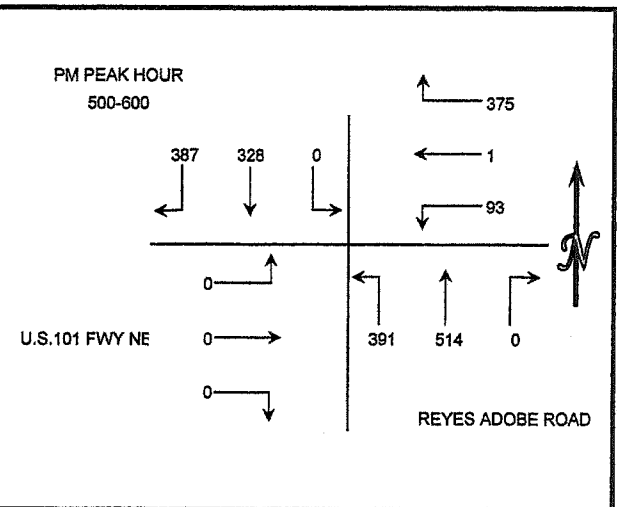 PM PEAK HOUR
500-600
375
387 328 0
1
93
N
0
U.S.101 FWY NE 0
391 514 0
0
REYES ADOBE ROAD